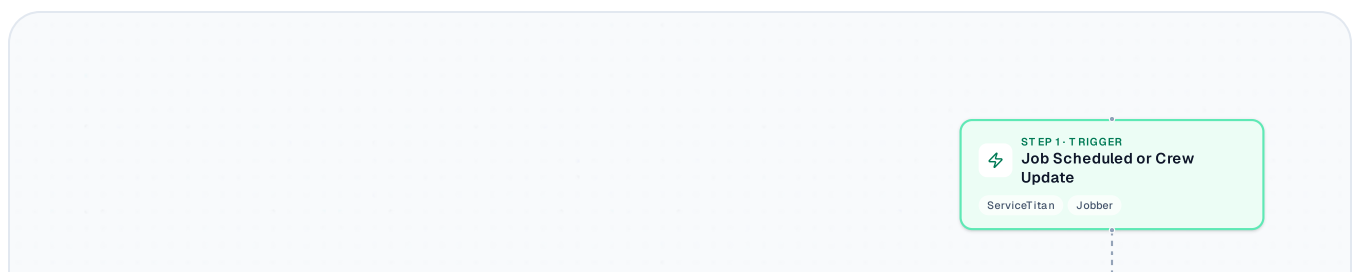 STEP 1 · TRIGGER
Job Scheduled or Crew
Update
ServiceTitan Jobber